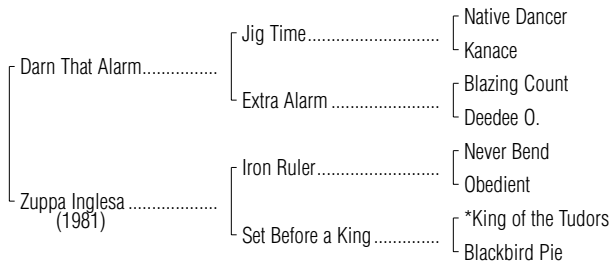 Native Dancer
Jig Time
Kanace
Darn That Alarm
Blazing Count
Extra Alarm
Deedee O.
Never Bend
Iron Ruler
Obedient
Zuppa Inglesa
(1981)
*King of the Tudors
Set Before a King
Blackbird Pie